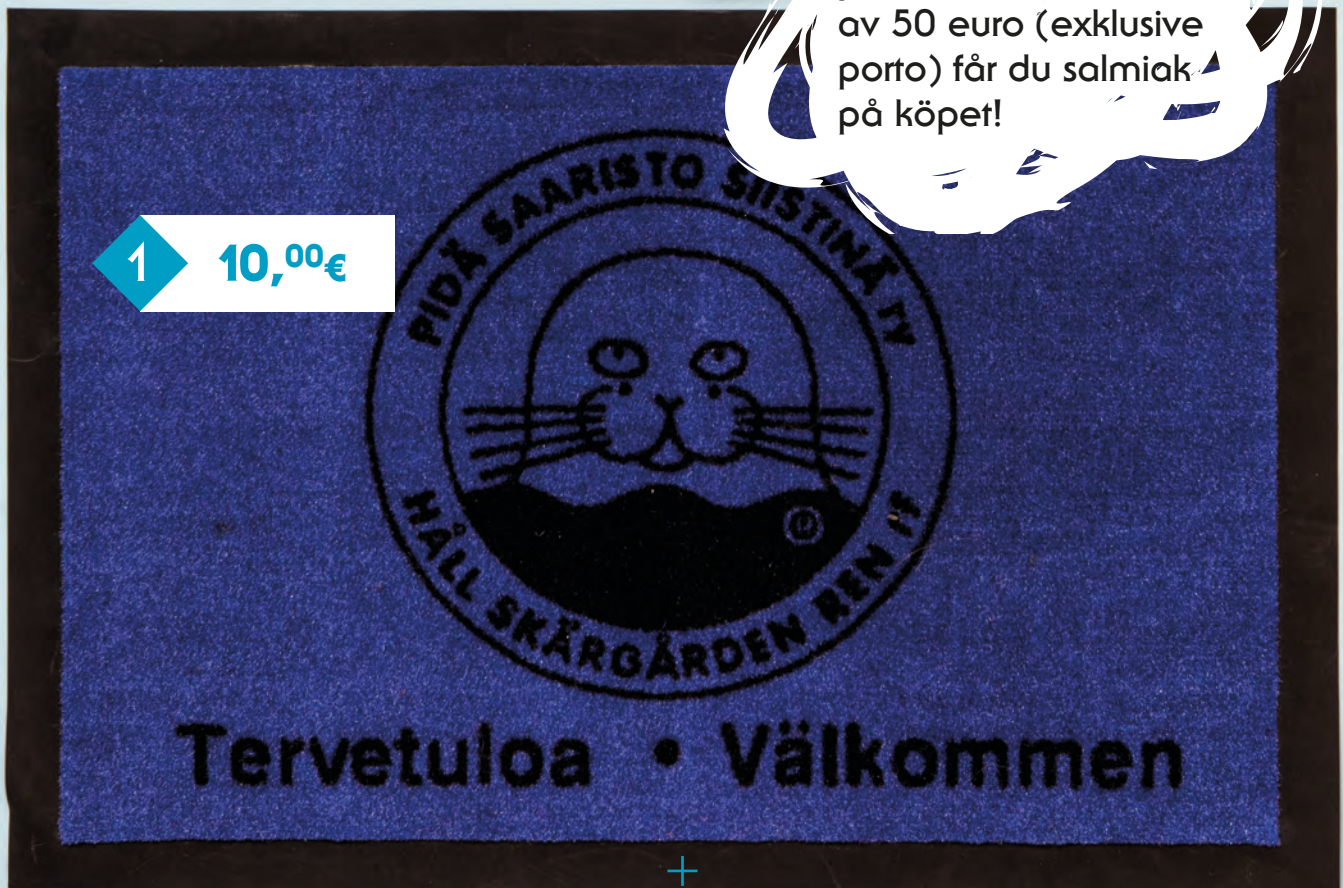 av 50 euro (exklusive
porto) får du salmiak
på köpet!
1 10,00€
PIDÄ SAARISTO SIISTINÄ ry
HÅLL SKÄRGÅRDEN REN rf
Tervetuloa • Välkommen